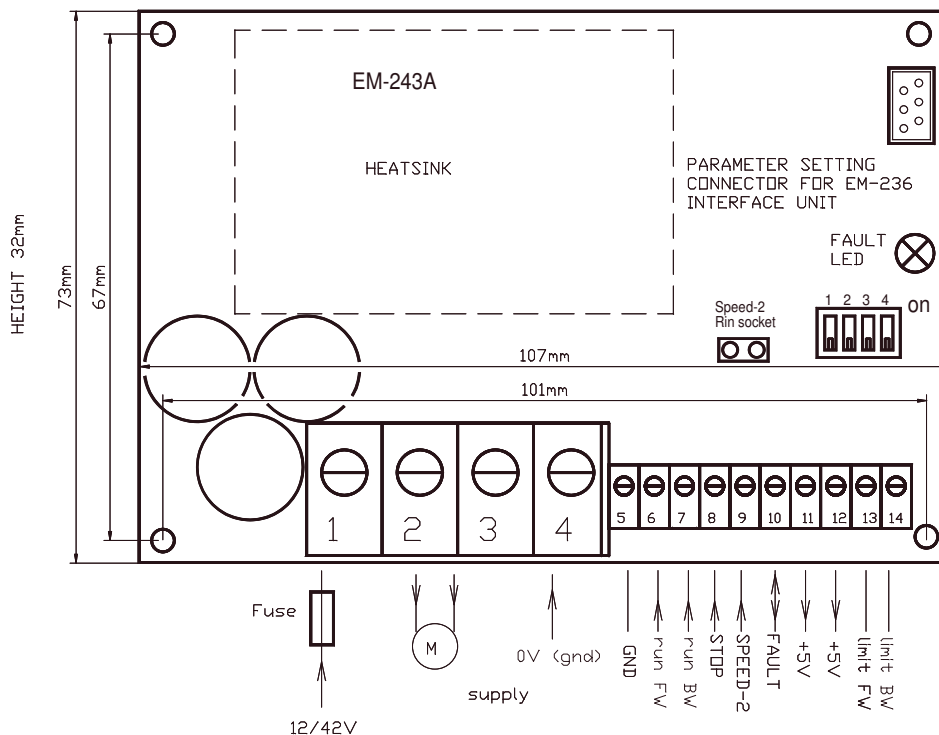 EM-243A
HEATSINK
PARAMETER SETTING
CONNECTOR FOR EM-236
INTERFACE UNIT
FAULT
LED
1 2 3 4 on
Speed-2
Rin socket
HEIGHT 32mm
73mm
67mm
107mm
101mm
1 2 3 4
5 6 7 8 9 10 11 12 13 14
Fuse
M
0V (gnd)
supply
12/42V
GND
run FW
run BW
STOP
SPEED-2
FAULT
+5V
+5V
limit FW
limit BW